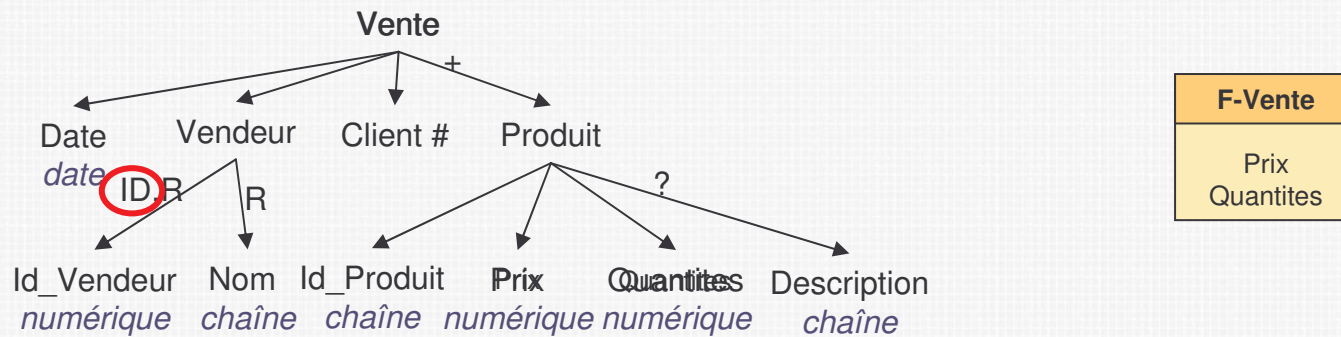 Vente
+
F-Vente
Date Vendeur Client # Produit
date
ID,R
R
?
Prix
Quantites
Id_Vendeur Nom Id_Produit Prix Quantites Description
numérique chaîne chaîne numérique numérique chaîne